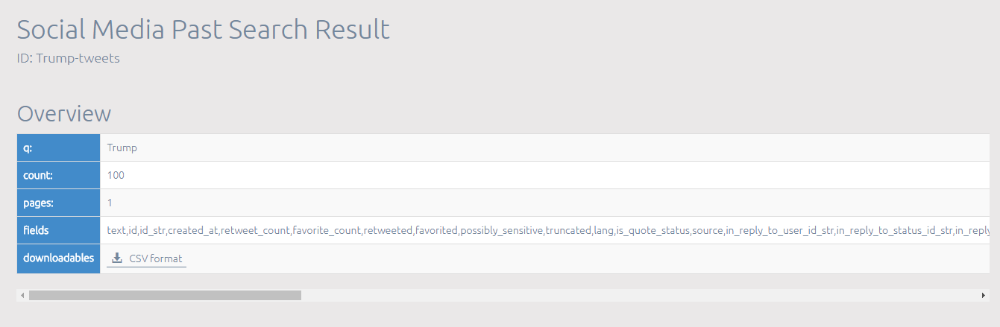 Social Media Past Search Result
ID: Trump-tweets
Overview
q: Trump
count: 100
pages: 1
fields text,id,id_str,created_at,retweet_count,favorite_count,retweeted,favorited,possibly_sensitive,truncated,lang,is_quote_status,source,in_reply_to_user_id_str,in_reply_to_status_id_str,in_reply
downloadables CSV format